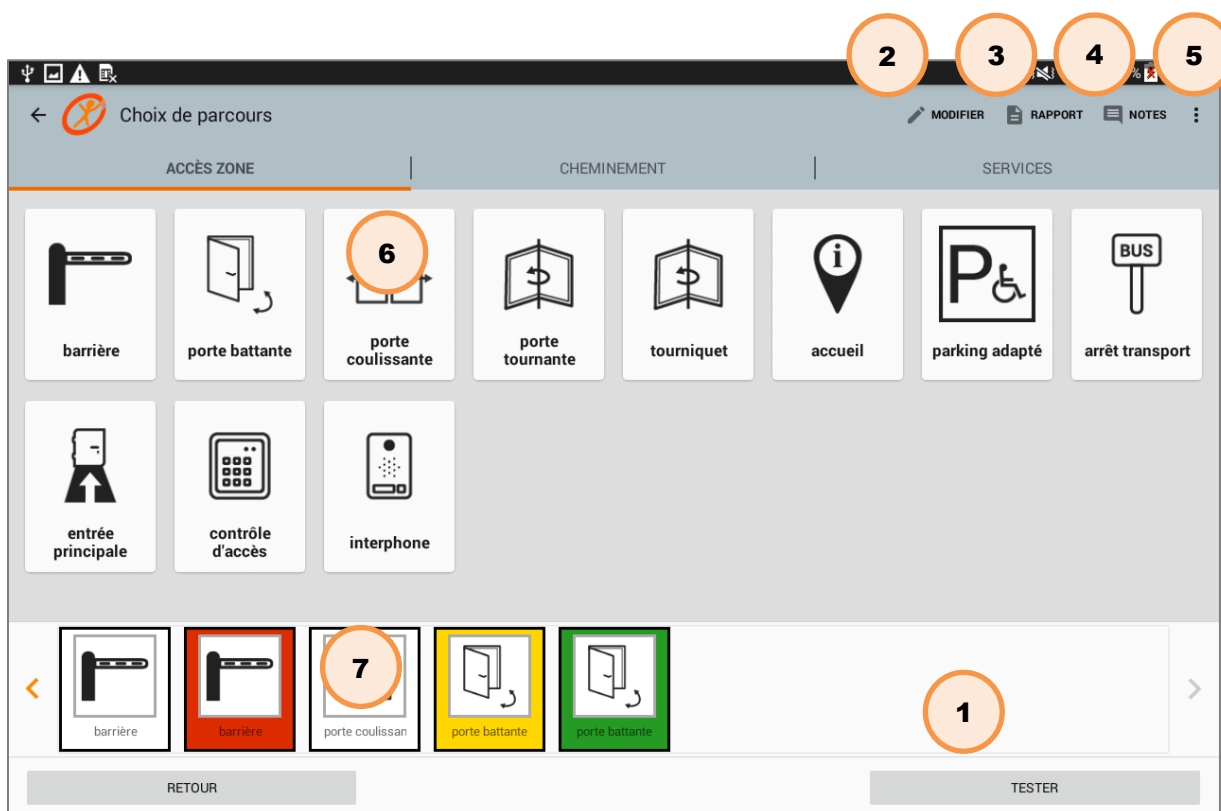 2 3 4 5
%
Choix de parcours
MODIFIER RAPPORT NOTES
ACCÈS ZONE CHEMINEMENT SERVICES
6
i
P
BUS
barrière
porte battante
porte
coulissante
porte
tournante
tourniquet
accueil
parking adapté
arrêt transport
entrée
principale
contrôle
d'accès
interphone
7
1
barrière
barrière
porte coulissan
porte battante
porte battante
RETOUR TESTER